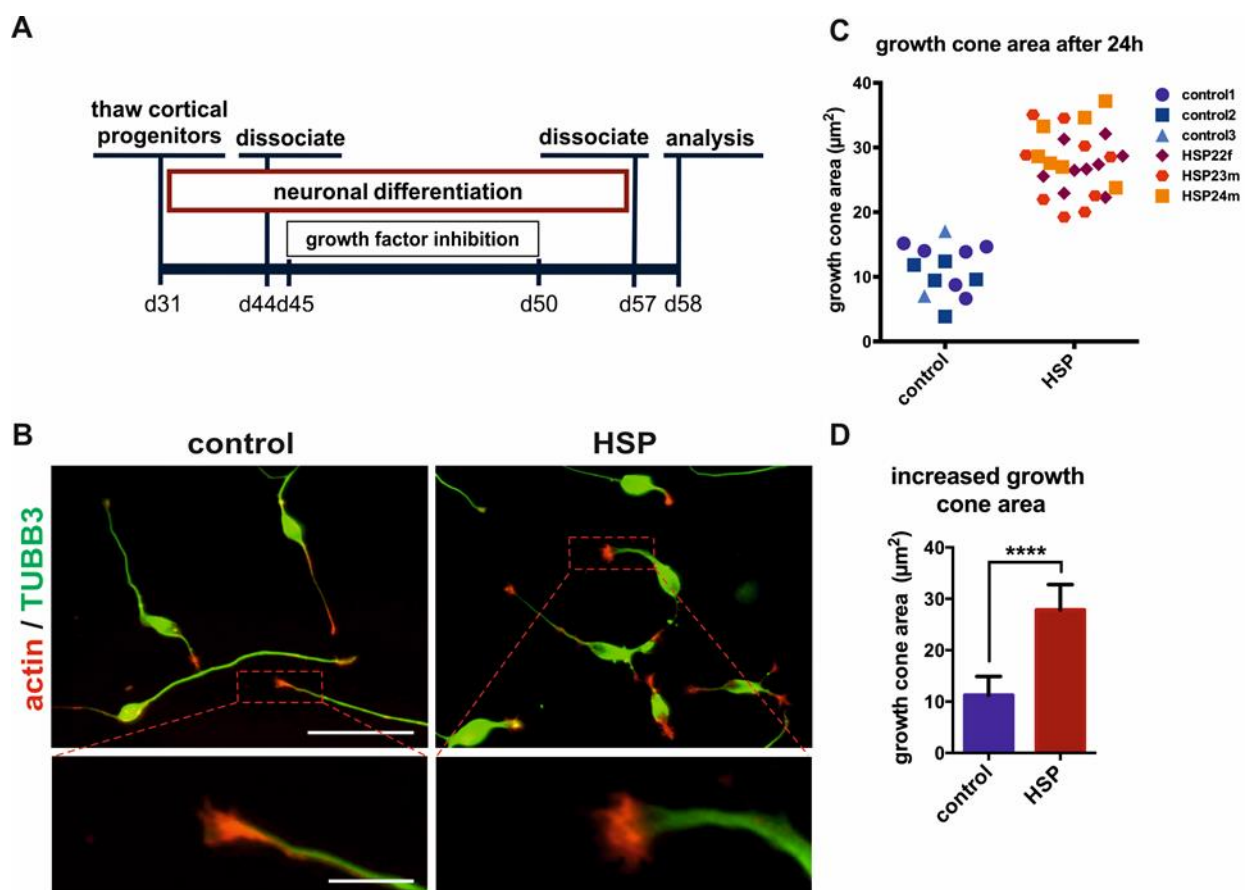 A
thaw cortical
progenitors
dissociate
dissociate
analysis
neuronal differentiation
growth factor inhibition
d31
d44d45
d50
d57
d58
C
growth cone area after 24h
growth cone area (µm²)
40
30
20
10
0
control
HSP
control1
control2
control3
HSP22f
HSP23m
HSP24m
B
control
HSP
actin / TUBB3
D
increased growth
cone area
growth cone area (µm²)
40
30
20
10
0
****
control
HSP